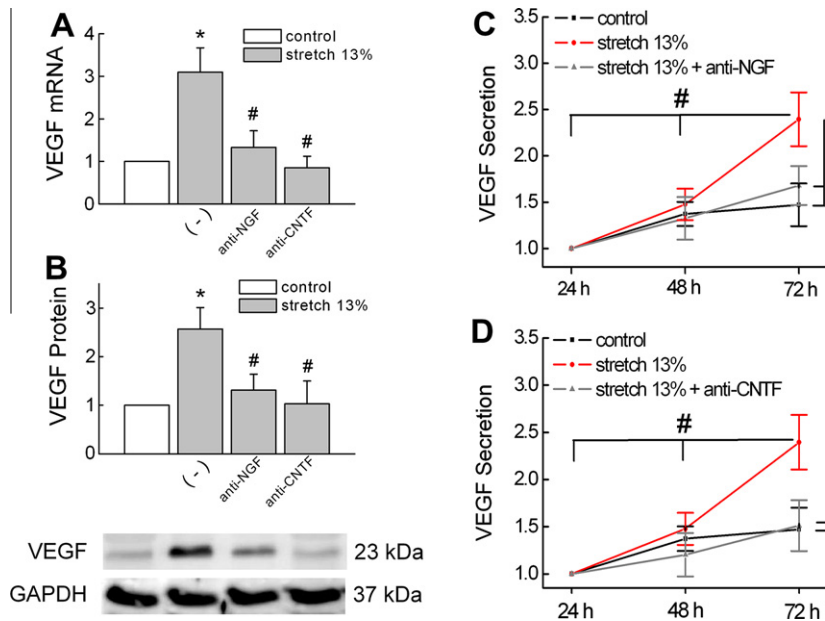 A
VEGF mRNA
4
3
2
1
0
control
stretch 13%
*
#
#
(-)
anti-NGF
anti-CNTF
B
VEGF Protein
3
2
1
0
control
stretch 13%
*
#
#
(-)
anti-NGF
anti-CNTF
VEGF 23 kDa
GAPDH 37 kDa
C
VEGF Secretion
3.5
3.0
2.5
2.0
1.5
1.0
control
stretch 13%
stretch 13% + anti-NGF
#
24 h 48 h 72 h
D
VEGF Secretion
3.5
3.0
2.5
2.0
1.5
1.0
control
stretch 13%
stretch 13% + anti-CNTF
#
24 h 48 h 72 h